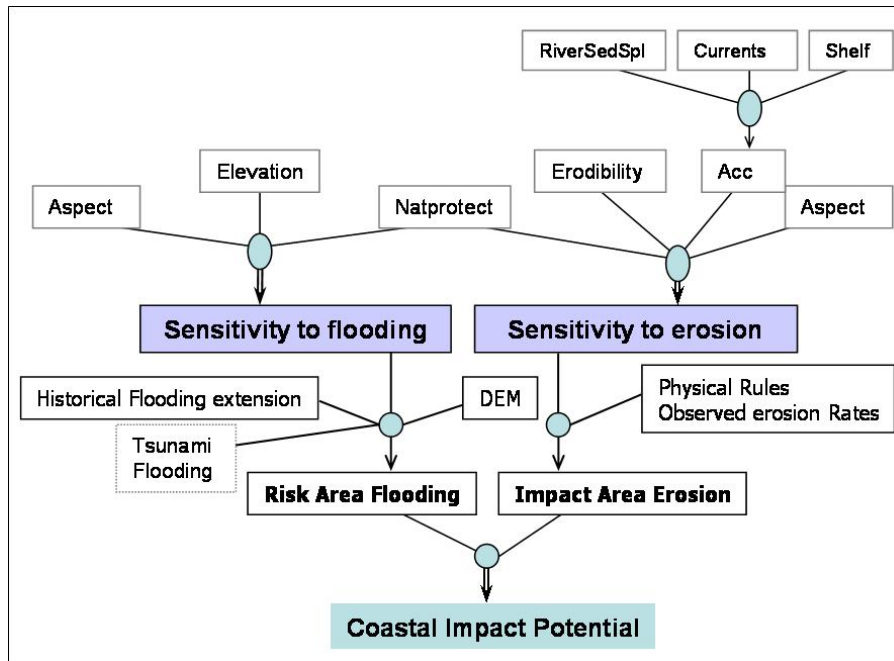 RiverSedSpl
Currents
Shelf
Elevation
Erodibility
Acc
Aspect
Natprotect
Aspect
Sensitivity to flooding
Sensitivity to erosion
Historical Flooding extension
DEM
Physical Rules
Observed erosion Rates
Tsunami
Flooding
Risk Area Flooding
Impact Area Erosion
Coastal Impact Potential